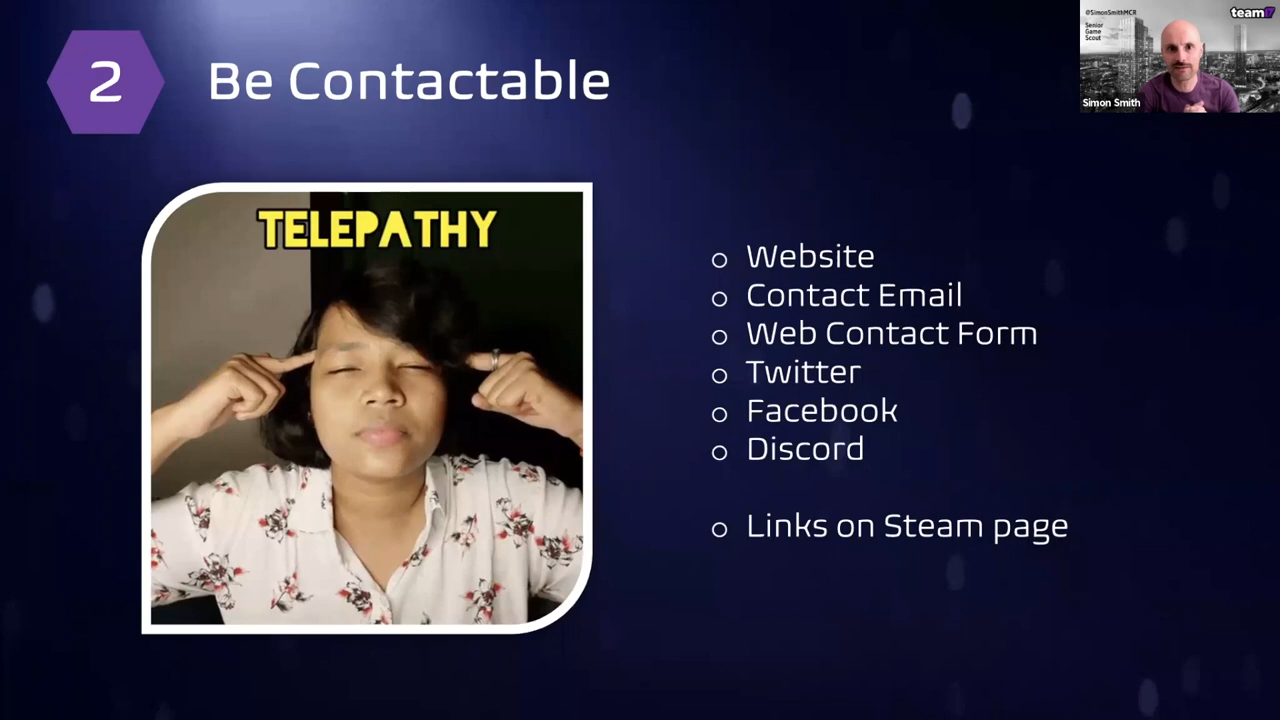 2
Be Contactable
@SimonSmithMCR
Senior
Game
Scout
team17
Simon Smith
TELEPATHY
Website
Contact Email
Web Contact Form
Twitter
Facebook
Discord
Links on Steam page